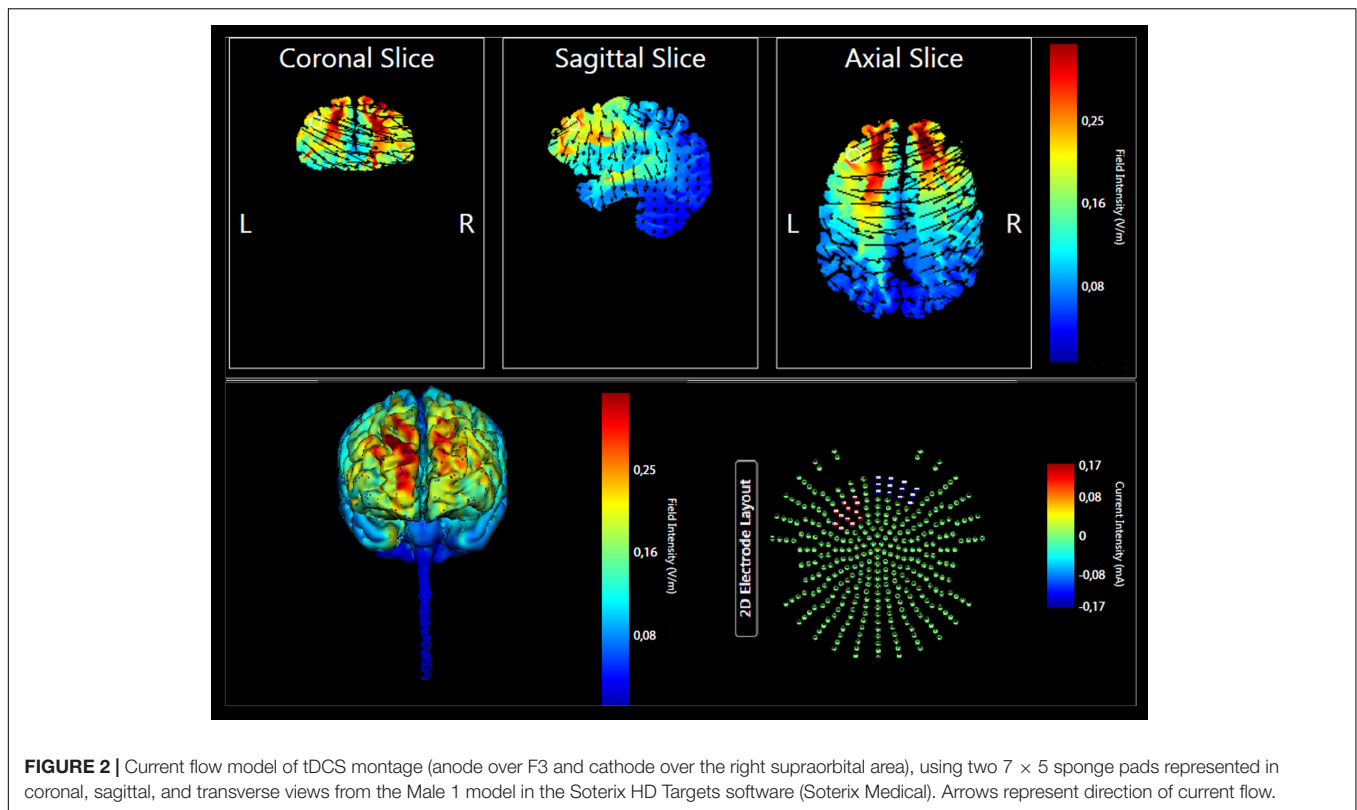 Coronal Slice
Sagittal Slice
Axial Slice
L
R
L
R
0,25
0,16
0,08
Field Intensity (V/m)
0,25
0,16
0,08
Field Intensity (V/m)
2D Electrode Layout
0,17
0,08
0
-0,08
-0,17
Current Intensity (mA)
FIGURE 2 | Current flow model of tDCS montage (anode over F3 and cathode over the right supraorbital area), using two 7 × 5 sponge pads represented in
coronal, sagittal, and transverse views from the Male 1 model in the Soterix HD Targets software (Soterix Medical). Arrows represent direction of current flow.